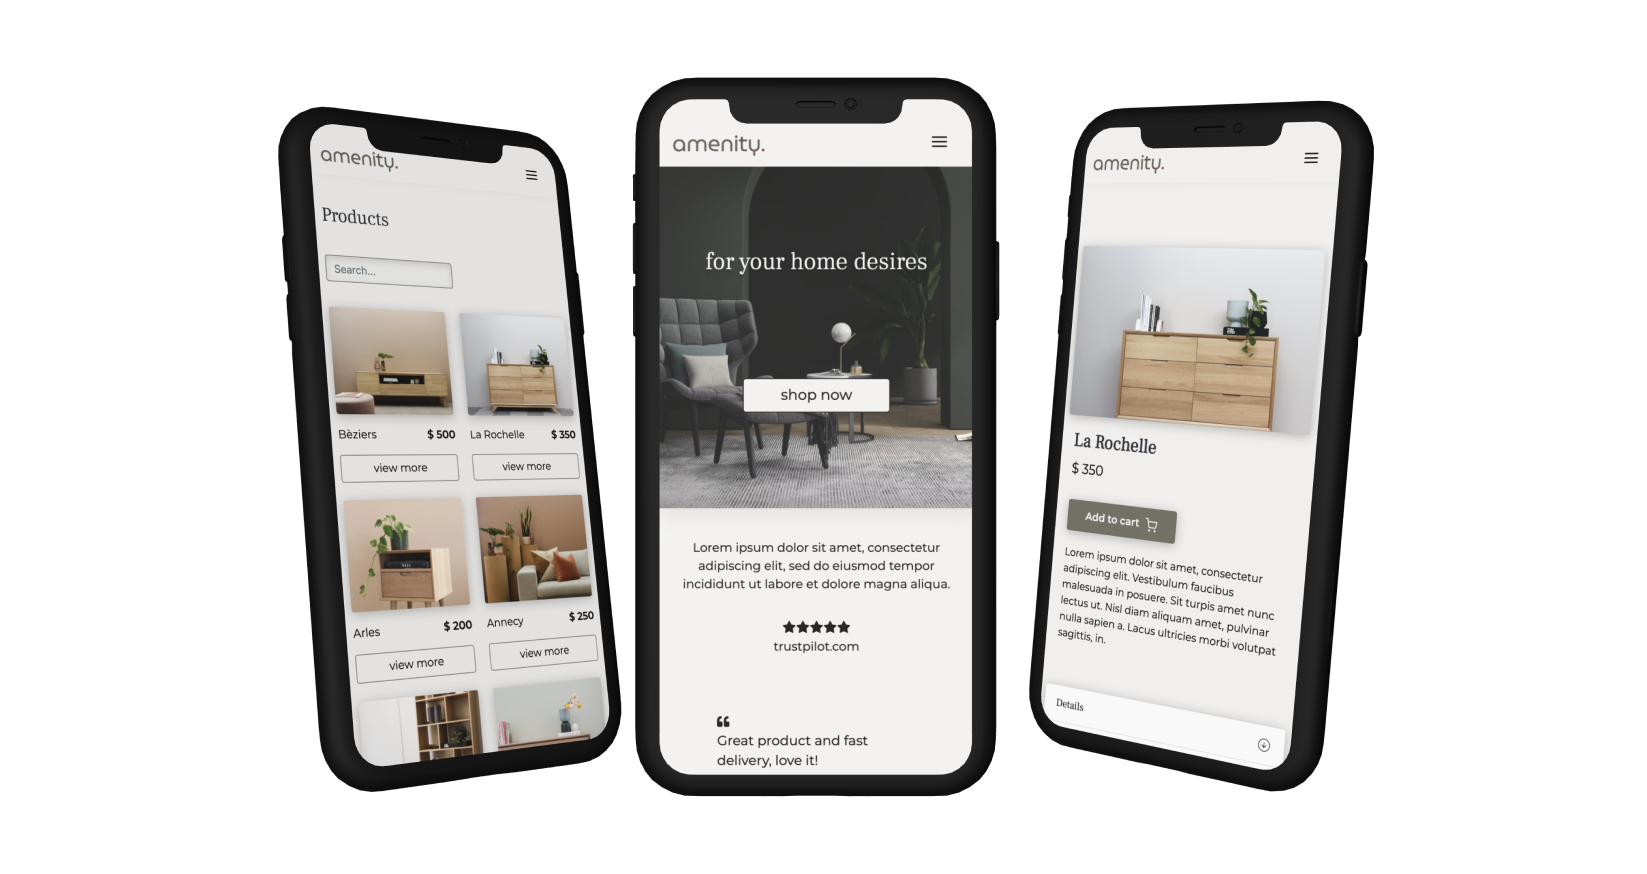 amenity.
Products
Search...
Bèziers $ 500
La Rochelle $ 350
view more
view more
Arles $ 200
Annecy $ 250
view more
view more
amenity.
for your home desires
shop now
Lorem ipsum dolor sit amet, consectetur
adipiscing elit, sed do eiusmod tempor
incididunt ut labore et dolore magna aliqua.
trustpilot.com
“
Great product and fast
delivery, love it!
amenity.
La Rochelle
$ 350
Add to cart
Lorem ipsum dolor sit amet, consectetur
adipiscing elit. Vestibulum faucibus
malesuada in posuere. Sit turpis amet nunc
lectus ut. Nisl diam aliquam amet, pulvinar
nulla sapien a. Lacus ultricies morbi volutpat
sagittis, in.
Details